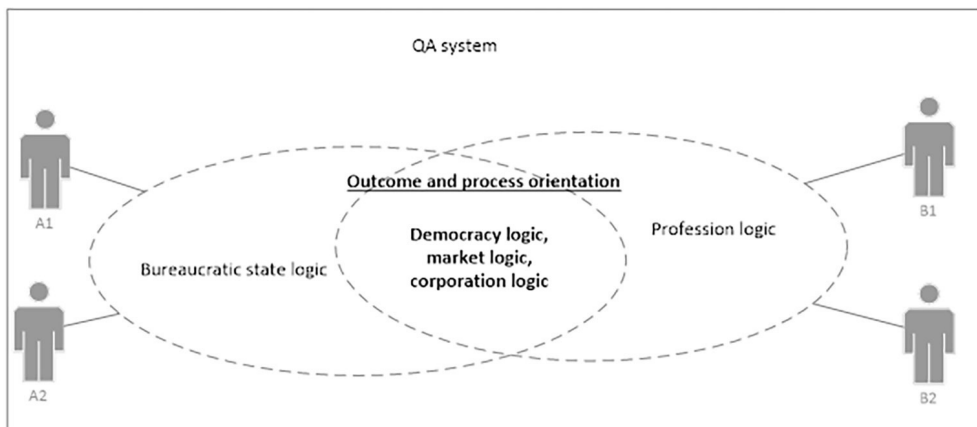 QA system
A1
A2
Bureaucratic state logic
Outcome and process orientation
Democracy logic,
market logic,
corporation logic
Profession logic
B1
B2